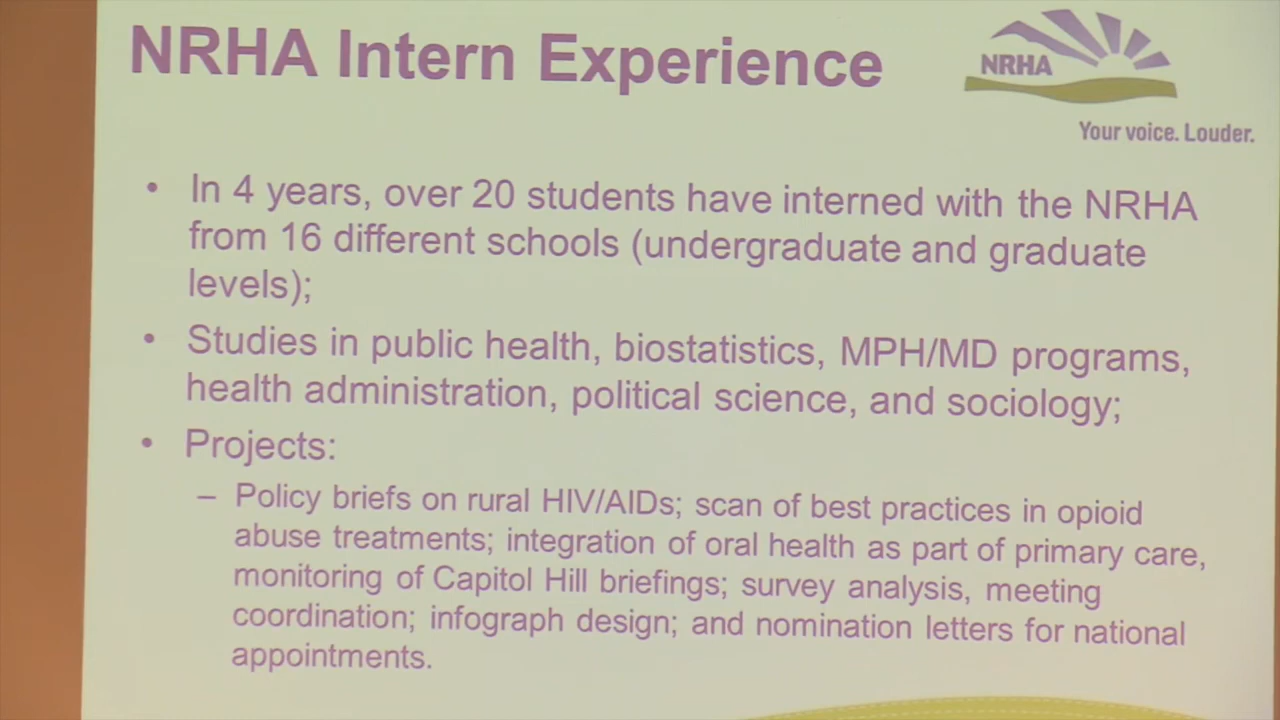 NRHA Intern Experience
NRHA
Your voice. Louder.
• In 4 years, over 20 students have interned with the NRHA
from 16 different schools (undergraduate and graduate
levels);
• Studies in public health, biostatistics, MPH/MD programs,
health administration, political science, and sociology;
• Projects:
– Policy briefs on rural HIV/AIDs; scan of best practices in opioid
abuse treatments; integration of oral health as part of primary care,
monitoring of Capitol Hill briefings; survey analysis, meeting
coordination; infograph design; and nomination letters for national
appointments.